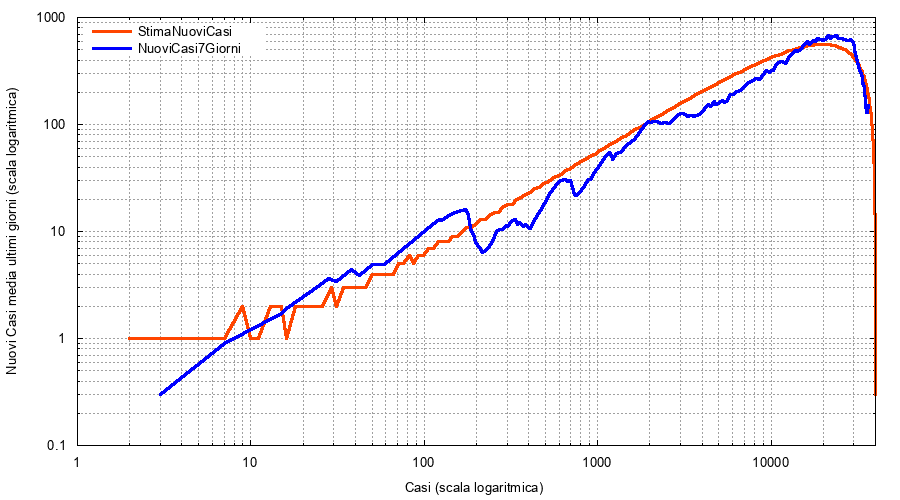 1000
100
10
1
0.1
StimaNuoviCasi
NuoviCasi7Giorni
Nuovi Casi media ultimi giorni (scala logaritmica)
1 10 100 1000 10000
Casi (scala logaritmica)